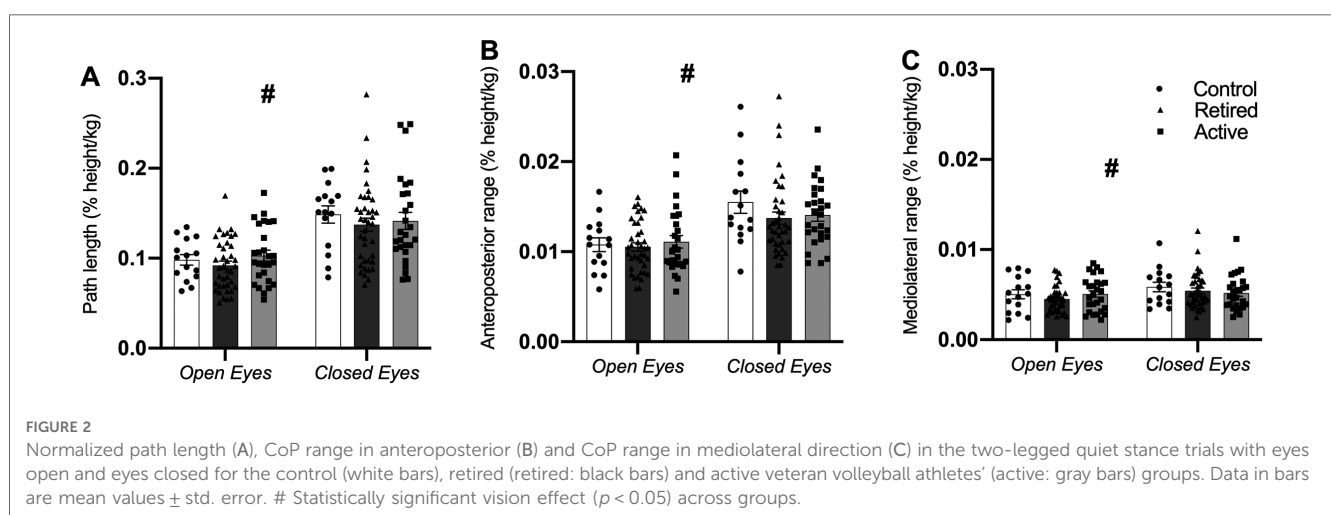 A
Path length (% height/kg)
0.3
0.2
0.1
0.0
#
Open Eyes
Closed Eyes
B
Anteroposterior range (% height/kg)
0.03
0.02
0.01
0.00
#
Open Eyes
Closed Eyes
C
Mediolateral range (% height/kg)
0.03
0.02
0.01
0.00
#
Control
Retired
Active
Open Eyes
Closed Eyes
FIGURE 2
Normalized path length (A), CoP range in anteroposterior (B) and CoP range in mediolateral direction (C) in the two-legged quiet stance trials with eyes
open and eyes closed for the control (white bars), retired (retired: black bars) and active veteran volleyball athletes’ (active: gray bars) groups. Data in bars
are mean values ± std. error. # Statistically significant vision effect (p < 0.05) across groups.